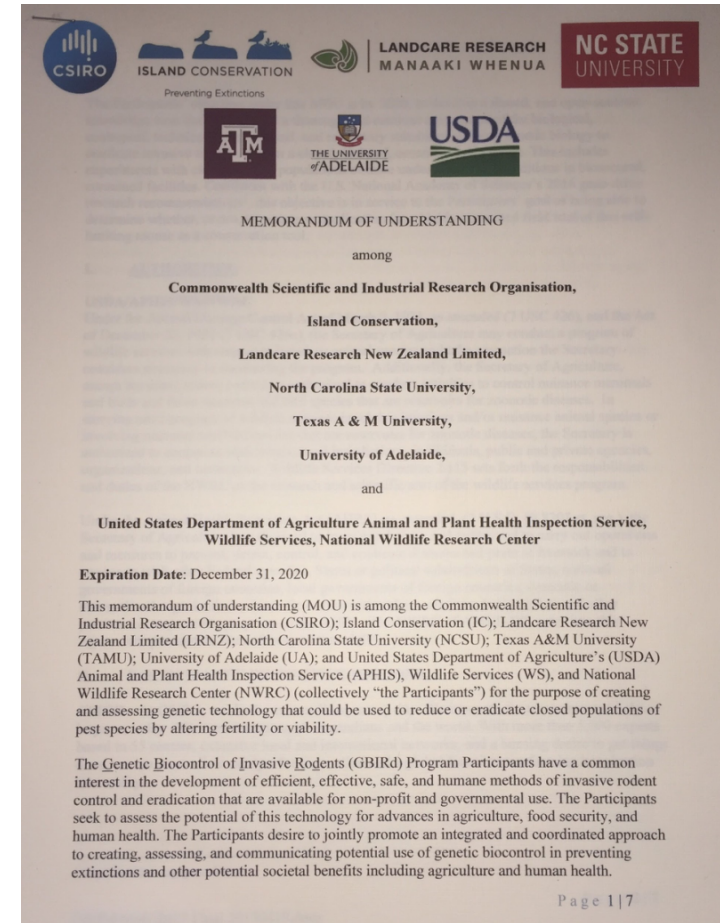 CSIRO
ISLAND CONSERVATION
Preventing Extinctions
LANDCARE RESEARCH
MANAAKI WHENUA
NC STATE
UNIVERSITY
ATM
THE UNIVERSITY
of ADELAIDE
USDA
MEMORANDUM OF UNDERSTANDING
among
Commonwealth Scientific and Industrial Research Organisation,
Island Conservation,
Landcare Research New Zealand Limited,
North Carolina State University,
Texas A & M University,
University of Adelaide,
and
United States Department of Agriculture Animal and Plant Health Inspection Service,
Wildlife Services, National Wildlife Research Center
Expiration Date: December 31, 2020
This memorandum of understanding (MOU) is among the Commonwealth Scientific and
Industrial Research Organisation (CSIRO); Island Conservation (IC); Landcare Research New
Zealand Limited (LRNZ); North Carolina State University (NCSU); Texas A&M University
(TAMU); University of Adelaide (UA); and United States Department of Agriculture's (USDA)
Animal and Plant Health Inspection Service (APHIS), Wildlife Services (WS), and National
Wildlife Research Center (NWRC) (collectively “the Participants”) for the purpose of creating
and assessing genetic technology that could be used to reduce or eradicate closed populations of
pest species by altering fertility or viability.
The Genetic Biocontrol of Invasive Rodents (GBIRd) Program Participants have a common
interest in the development of efficient, effective, safe, and humane methods of invasive rodent
control and eradication that are available for non-profit and governmental use. The Participants
seek to assess the potential of this technology for advances in agriculture, food security, and
human health. The Participants desire to jointly promote an integrated and coordinated approach
to creating, assessing, and communicating potential use of genetic biocontrol in preventing
extinctions and other potential societal benefits including agriculture and human health.
Page 1|7